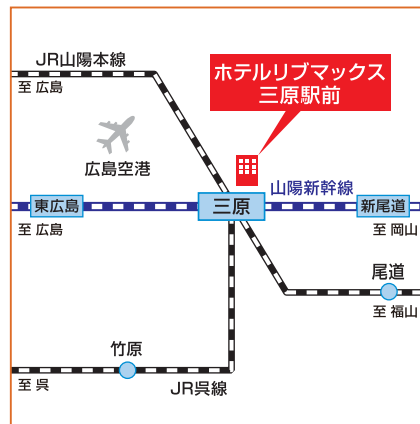 JR山陽本線
至 広島
ホテルリブマックス
三原駅前
広島空港
山陽新幹線
東広島
三原
新尾道
至 広島
至 岡山
尾道
至 福山
竹原
至 呉
JR呉線